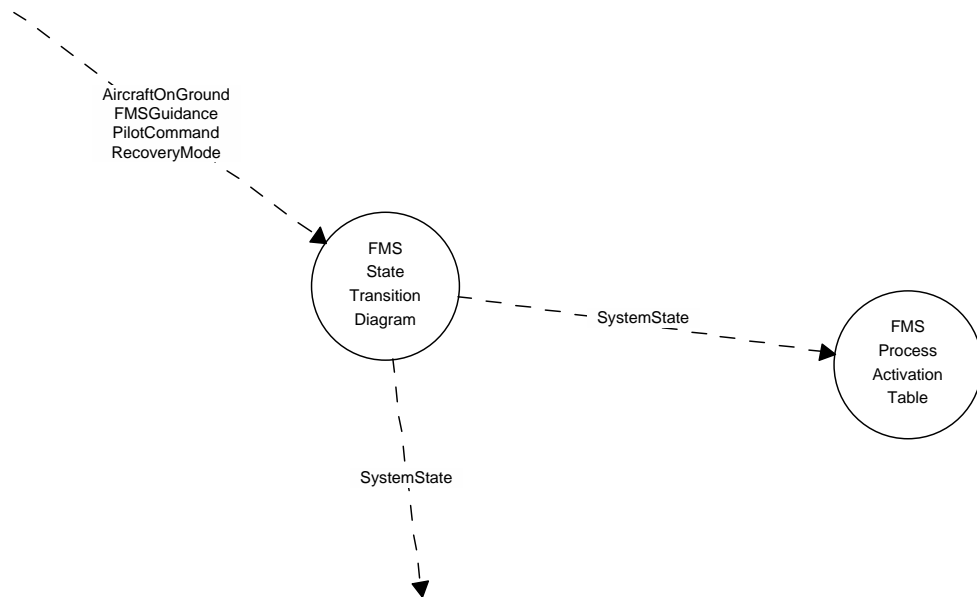 AircraftOnGround
FMSGuidance
PilotCommand
RecoveryMode
FMS
State
Transition
Diagram
SystemState
FMS
Process
Activation
Table
SystemState